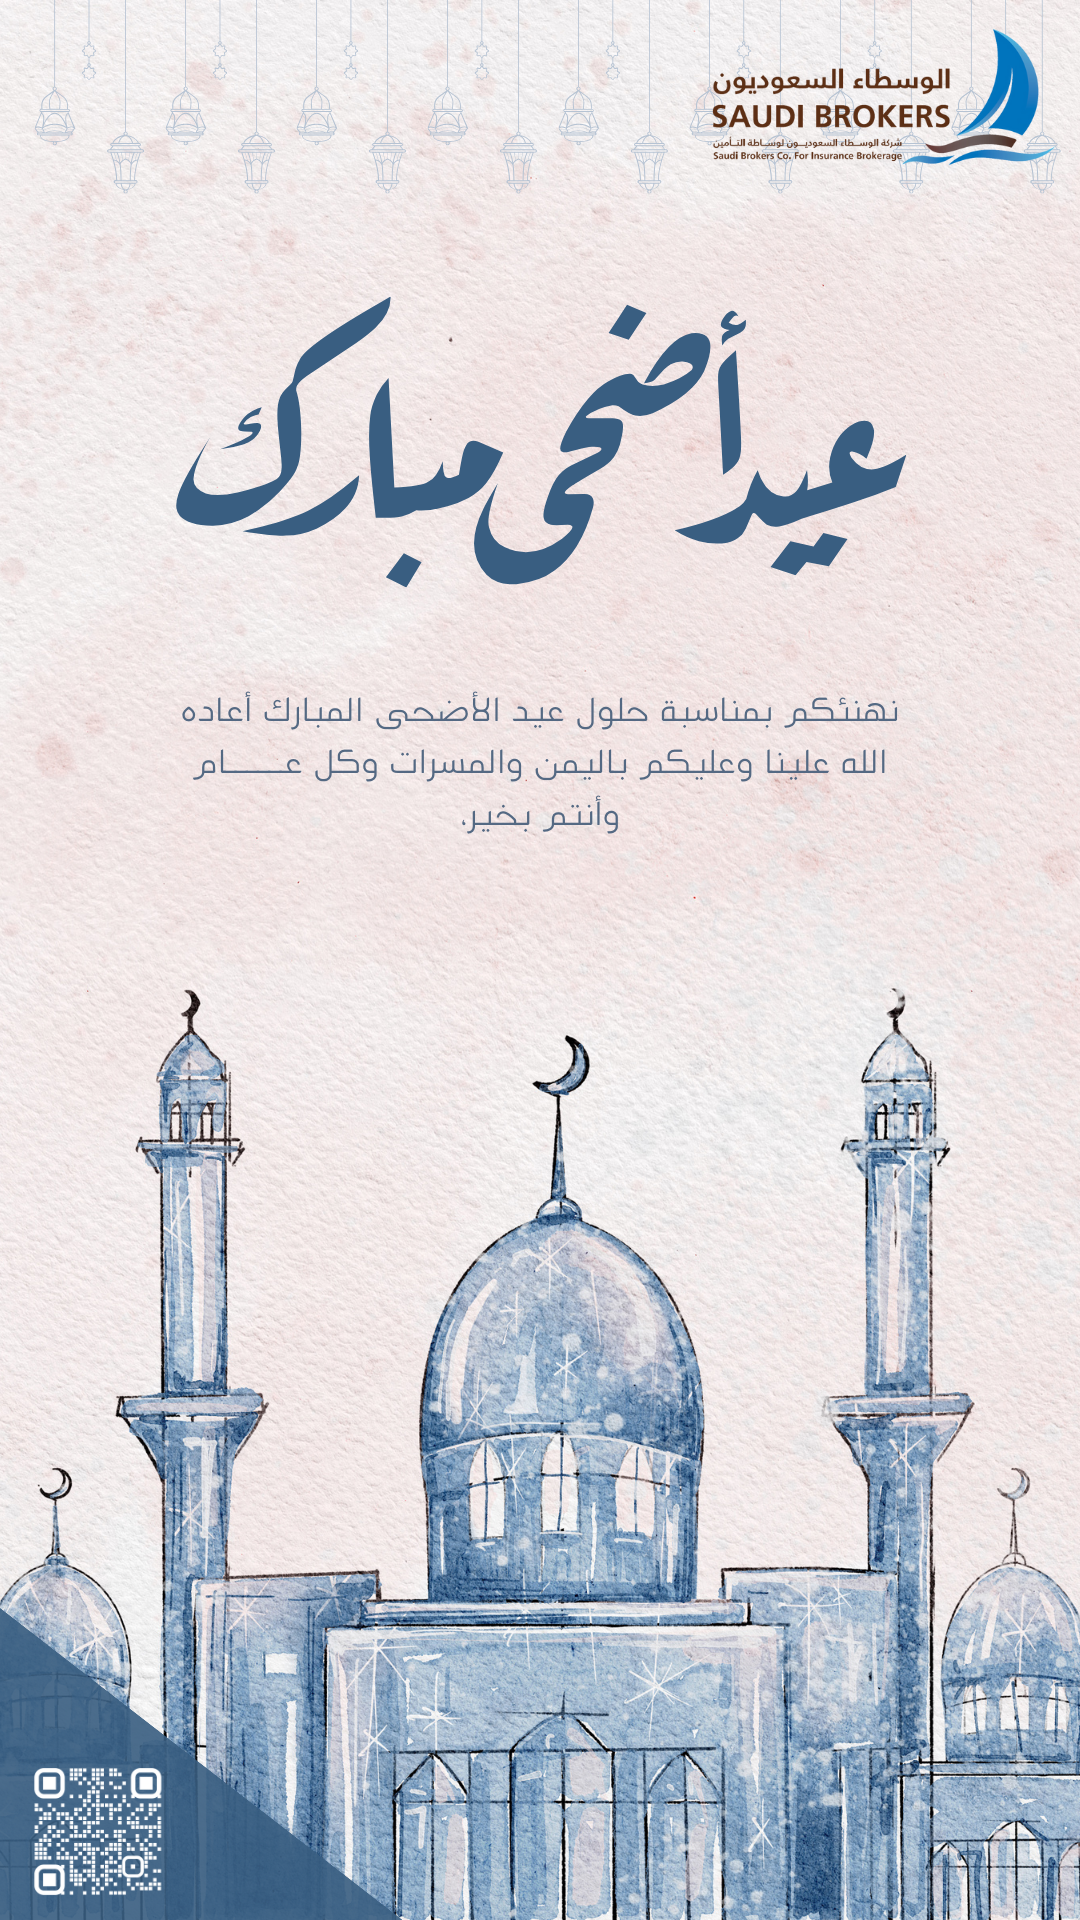 الوسطاء السعوديون
SAUDI BROKERS
شركة الوسطاء السعوديون لوساطة التأمين
Saudi Brokers Co. For Insurance Brokerage
عيد أضحى مبارك
نهنئكم بمناسبة حلول عيد الأضحى المبارك أعاده
الله علينا وعليكم باليمن والمسرات وكل عـــــام
وأنتم بخير.